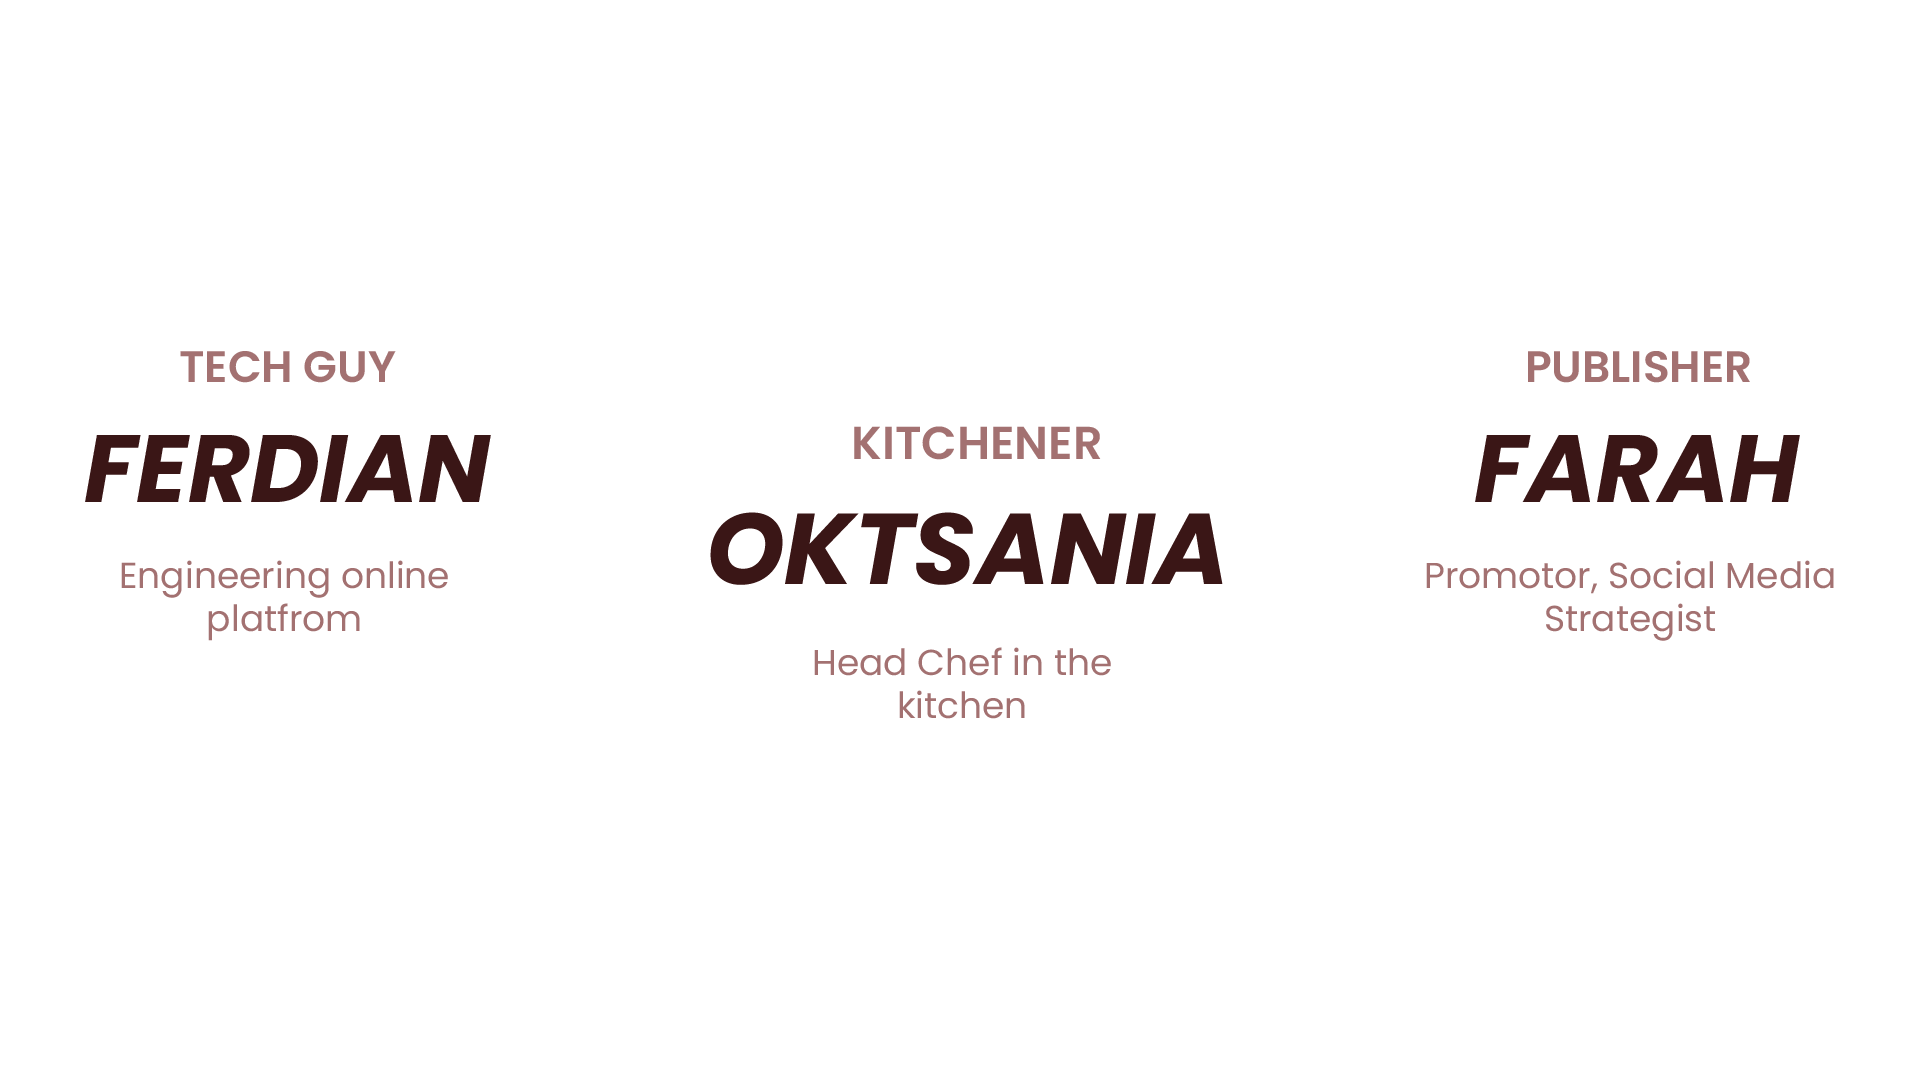 TECH GUY
FERDIAN
Engineering online
platfrom
KITCHENER
OKTSANIA
Head Chef in the
kitchen
PUBLISHER
FARAH
Promotor, Social Media
Strategist